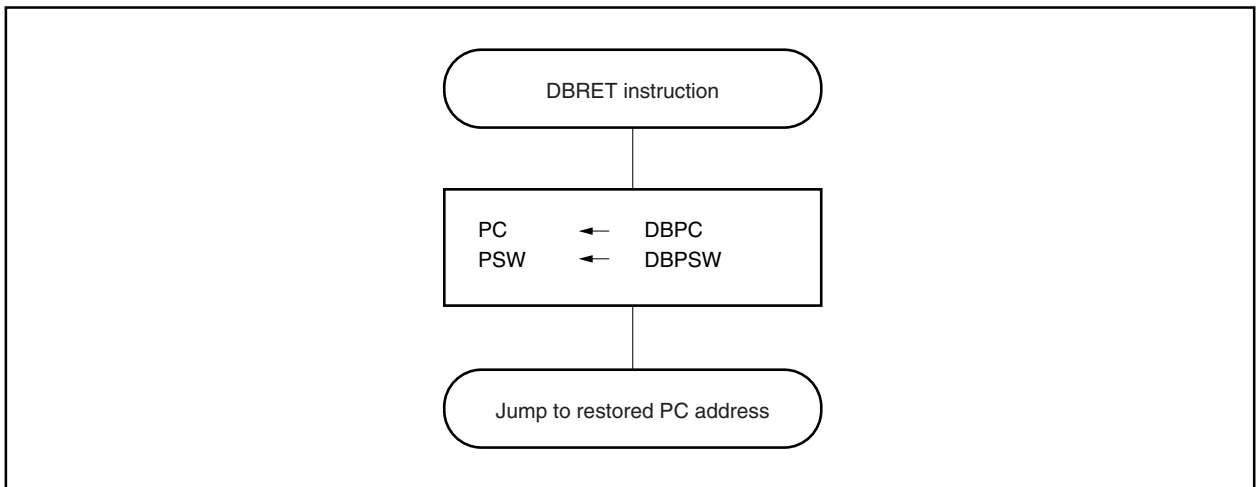 DBRET instruction
PC ← DBPC
PSW ← DBPSW
Jump to restored PC address